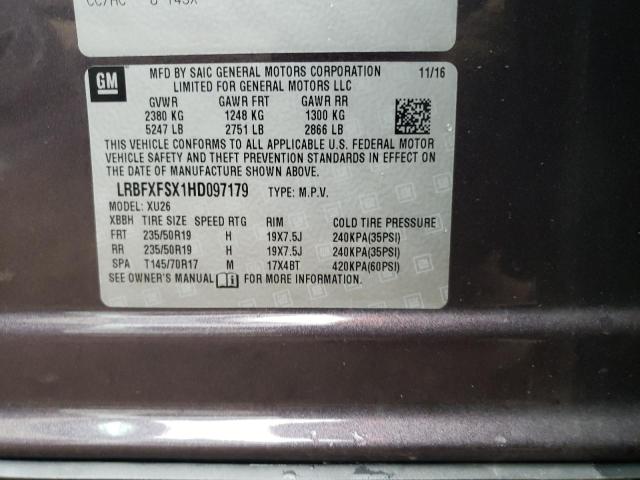 GM
MFD BY SAIC GENERAL MOTORS CORPORATION 11/16
LIMITED FOR GENERAL MOTORS LLC
GVWR GAWR FRT GAWR RR
2380 KG 1248 KG 1300 KG
5247 LB 2751 LB 2866 LB
THIS VEHICLE CONFORMS TO ALL APPLICABLE U.S. FEDERAL MOTOR
VEHICLE SAFETY AND THEFT PREVENTION STANDARDS IN EFFECT ON
THE DATE OF MANUFACTURE SHOWN ABOVE.
LRBFXFSX1HD097179 TYPE: M.P.V.
MODEL: XU26
XBBH TIRE SIZE SPEED RTG RIM COLD TIRE PRESSURE
FRT 235/50R19 H 19X7.5J 240KPA(35PSI)
RR 235/50R19 H 19X7.5J 240KPA(35PSI)
SPA T145/70R17 M 17X4BT 420KPA(60PSI)
SEE OWNER'S MANUAL FOR MORE INFORMATION.